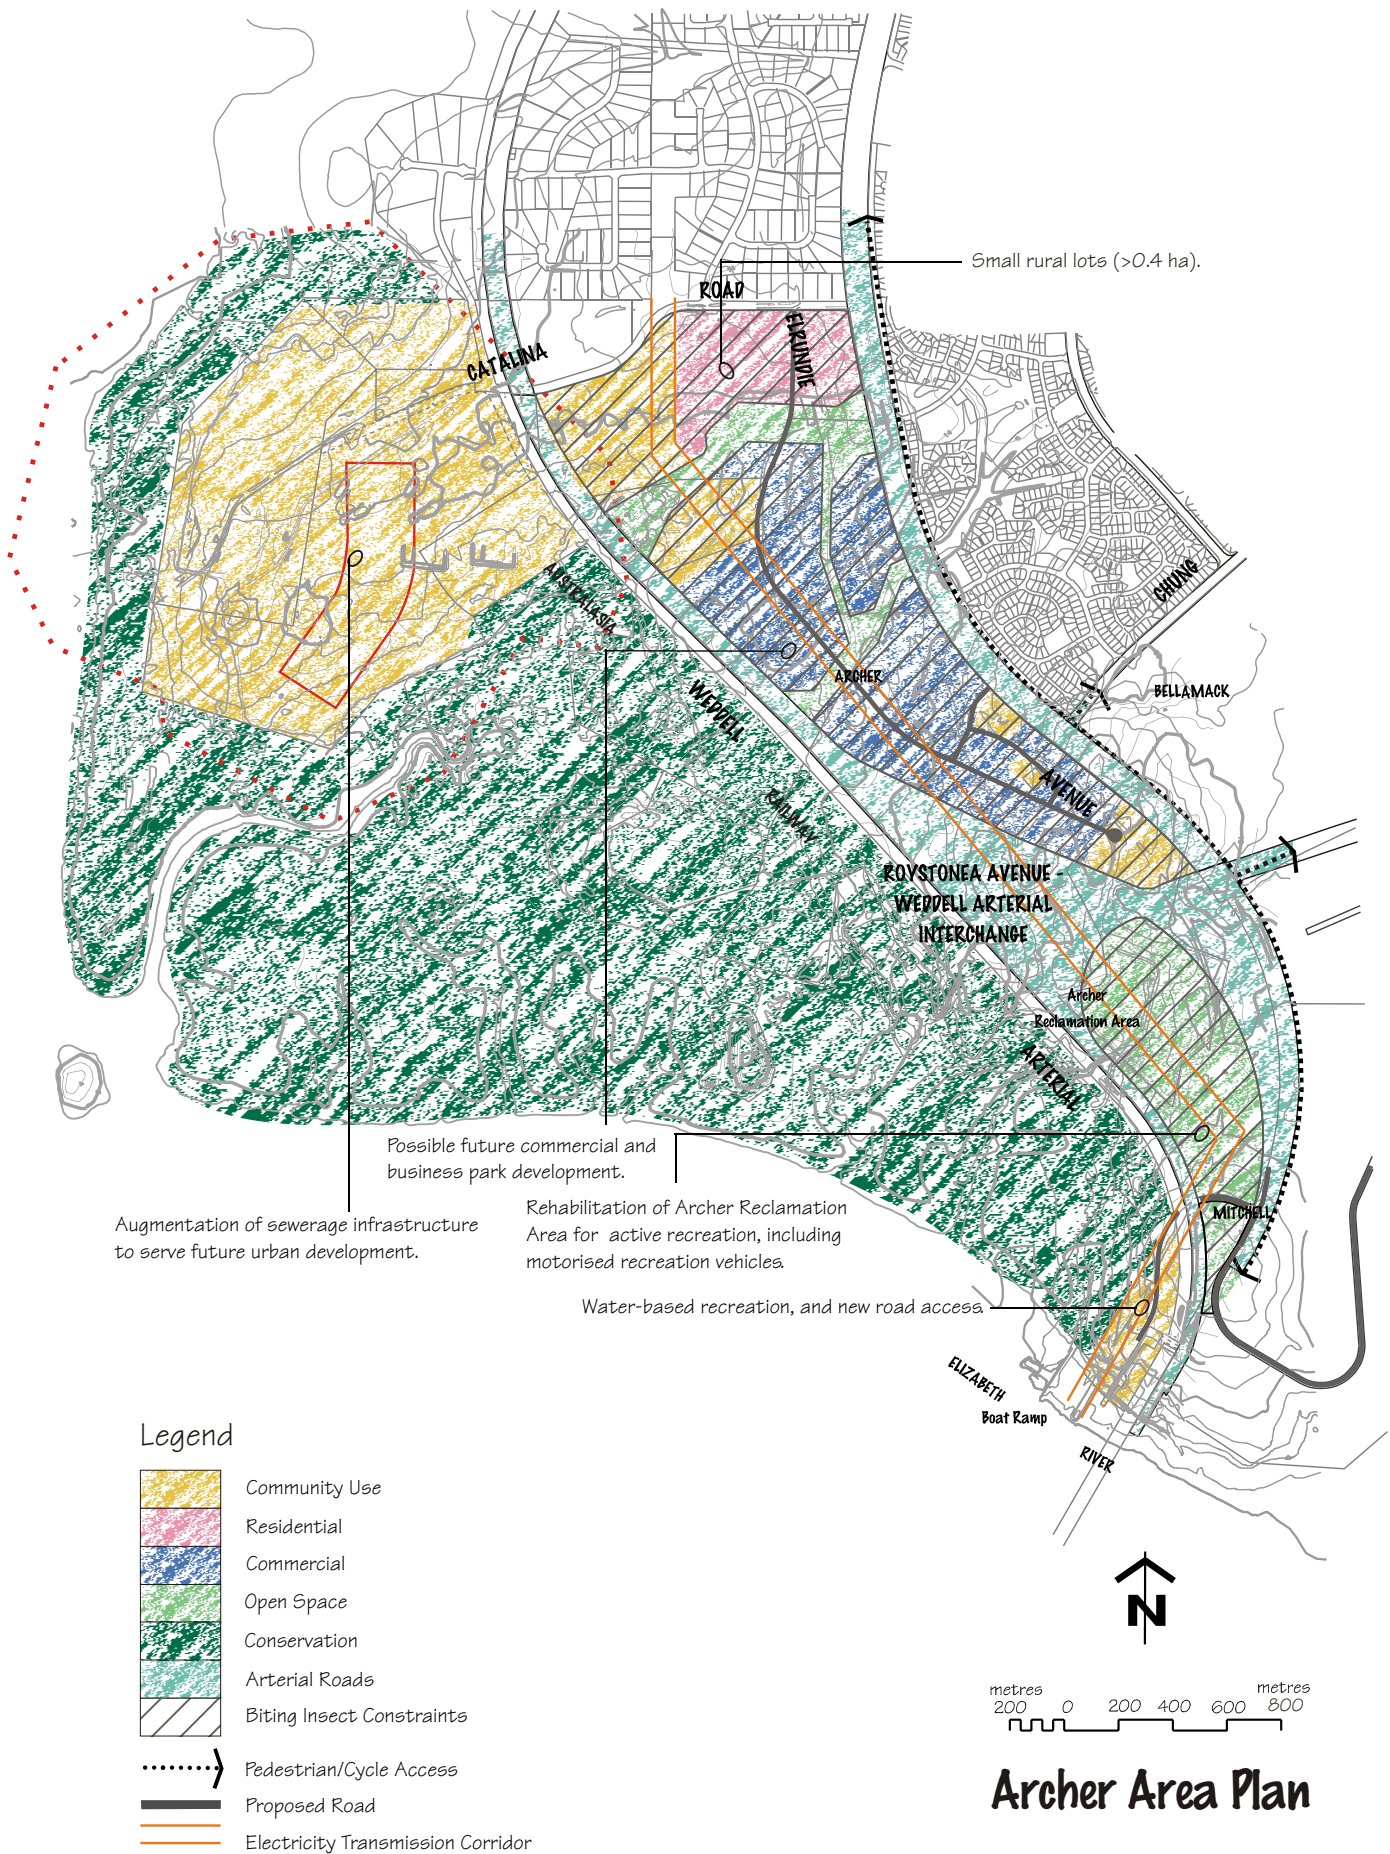 Small rural lots (>0.4 ha).
ROAD
ELRUNDIE
CATALINA
CHUNG
AUSTRALASIA
ARCHER
BELLAMACK
WEDDELL
AVENUE
RAILWAY
ROYSTONEA AVENUE -
WEDDELL ARTERIAL
INTERCHANGE
Archer
Reclamation Area
ARTERIAL
Possible future commercial and
business park development.
Augmentation of sewerage infrastructure
to serve future urban development.
Rehabilitation of Archer Reclamation
Area for active recreation, including
motorised recreation vehicles.
MITCHELL
Water-based recreation, and new road access.
ELIZABETH
Boat Ramp
RIVER
Legend
Community Use
Residential
Commercial
Open Space
Conservation
Arterial Roads
Biting Insect Constraints
Pedestrian/Cycle Access
Proposed Road
Electricity Transmission Corridor
N
metres metres
200 0 200 400 600 800
Archer Area Plan